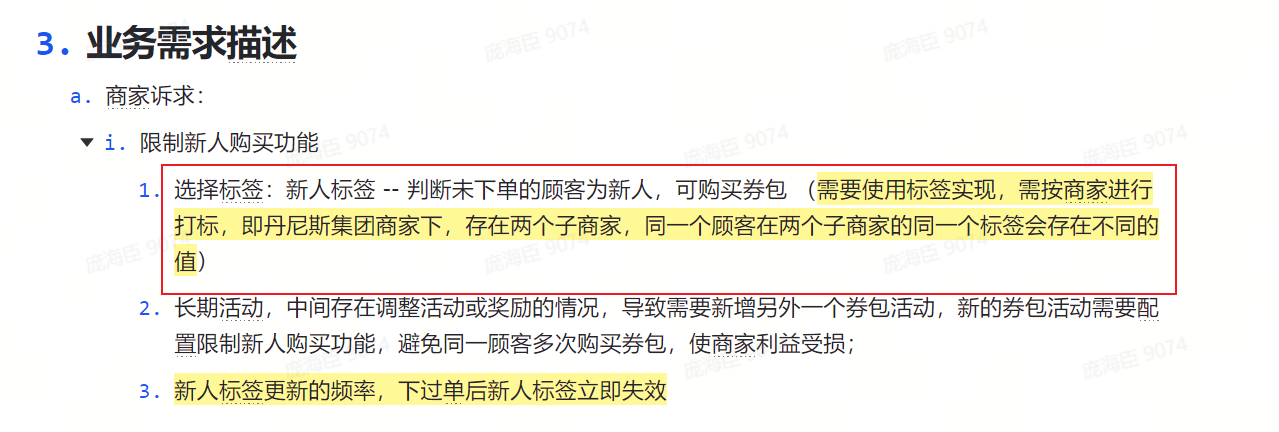 3. 业务需求描述
a. 商家诉求：
i. 限制新人购买功能
1. 选择标签：新人标签 -- 判断未下单的顾客为新人，可购买券包 （需要使用标签实现，需按商家进行
打标，即丹尼斯集团商家下，存在两个子商家，同一个顾客在两个子商家的同一个标签会存在不同的
值）
2. 长期活动，中间存在调整活动或奖励的情况，导致需要新增另外一个券包活动，新的券包活动需要配
置限制新人购买功能，避免同一顾客多次购买券包，使商家利益受损；
3. 新人标签更新的频率，下过单后新人标签立即失效
庞海臣 9074
庞海臣 9074
庞海臣 9074
庞海臣 9074
庞海臣 9074
庞海臣 9074
庞海臣 9074
庞海臣 9074
庞海臣 9074
庞海臣 9074
庞海臣 9074